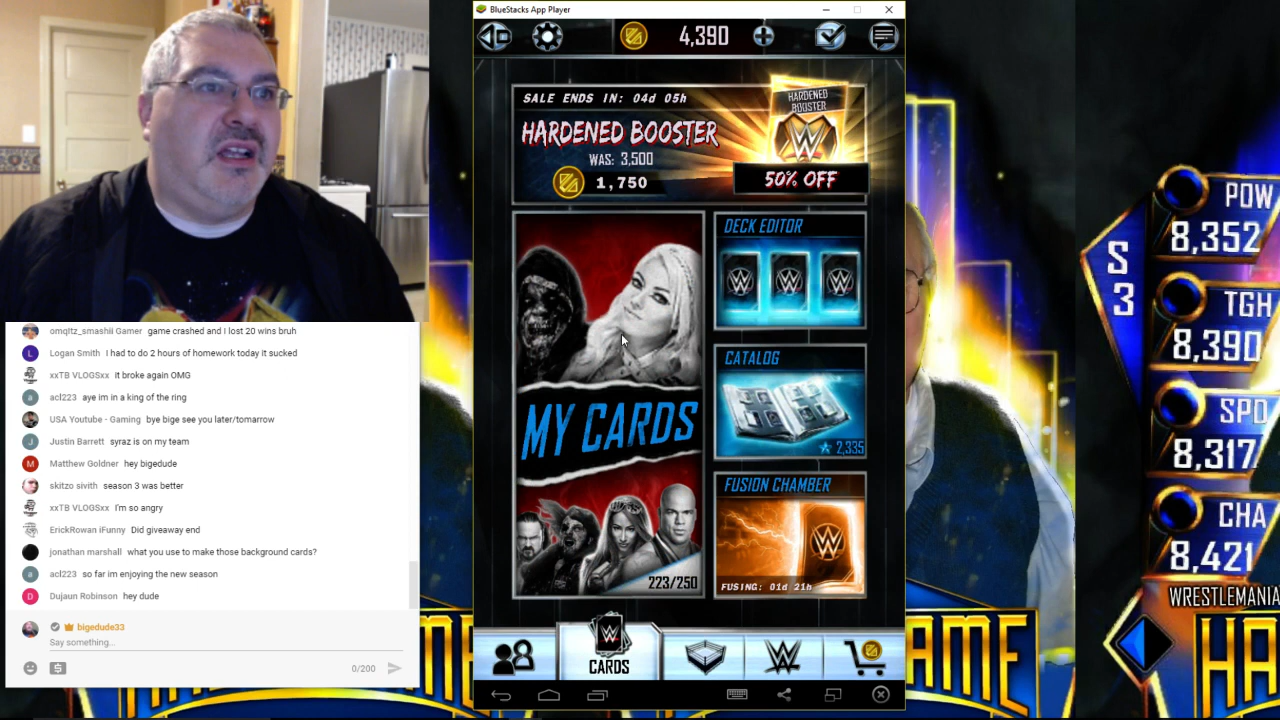 BlueStacks App Player
4,390
SALE ENDS IN: 04d 05h
HARDENED BOOSTER
WAS: 3,500
1,750
HARDENED
BOOSTER
50% OFF
DECK EDITOR
CATALOG
2,335
MY CARDS
FUSION CHAMBER
223/250
FUSING: 01d 21h
CARDS
omqItz_smashii Gamer game crashed and I lost 20 wins bruh
Logan Smith I had to do 2 hours of homework today it sucked
xxTB VLOGSxx It broke again OMG
acl223 aye im in a king of the ring
USA Youtube - Gaming bye bige see you later/tomarrow
Justin Barrett syraz is on my team
Matthew Goldner hey bigedude
skitzo sivith season 3 was better
xxTB VLOGSxx I'm so angry
ErickRowan iFunny Did giveaway end
jonathan marshall what you use to make those background cards?
acl223 so far im enjoying the new season
Dujaun Robinson hey dude
bigedude33
Say something...
0/200
S
3
POW
8,352
TGH
8,390
SPD
8,317
CHA
8,421
WRESTLEMANIA
GAME
HA